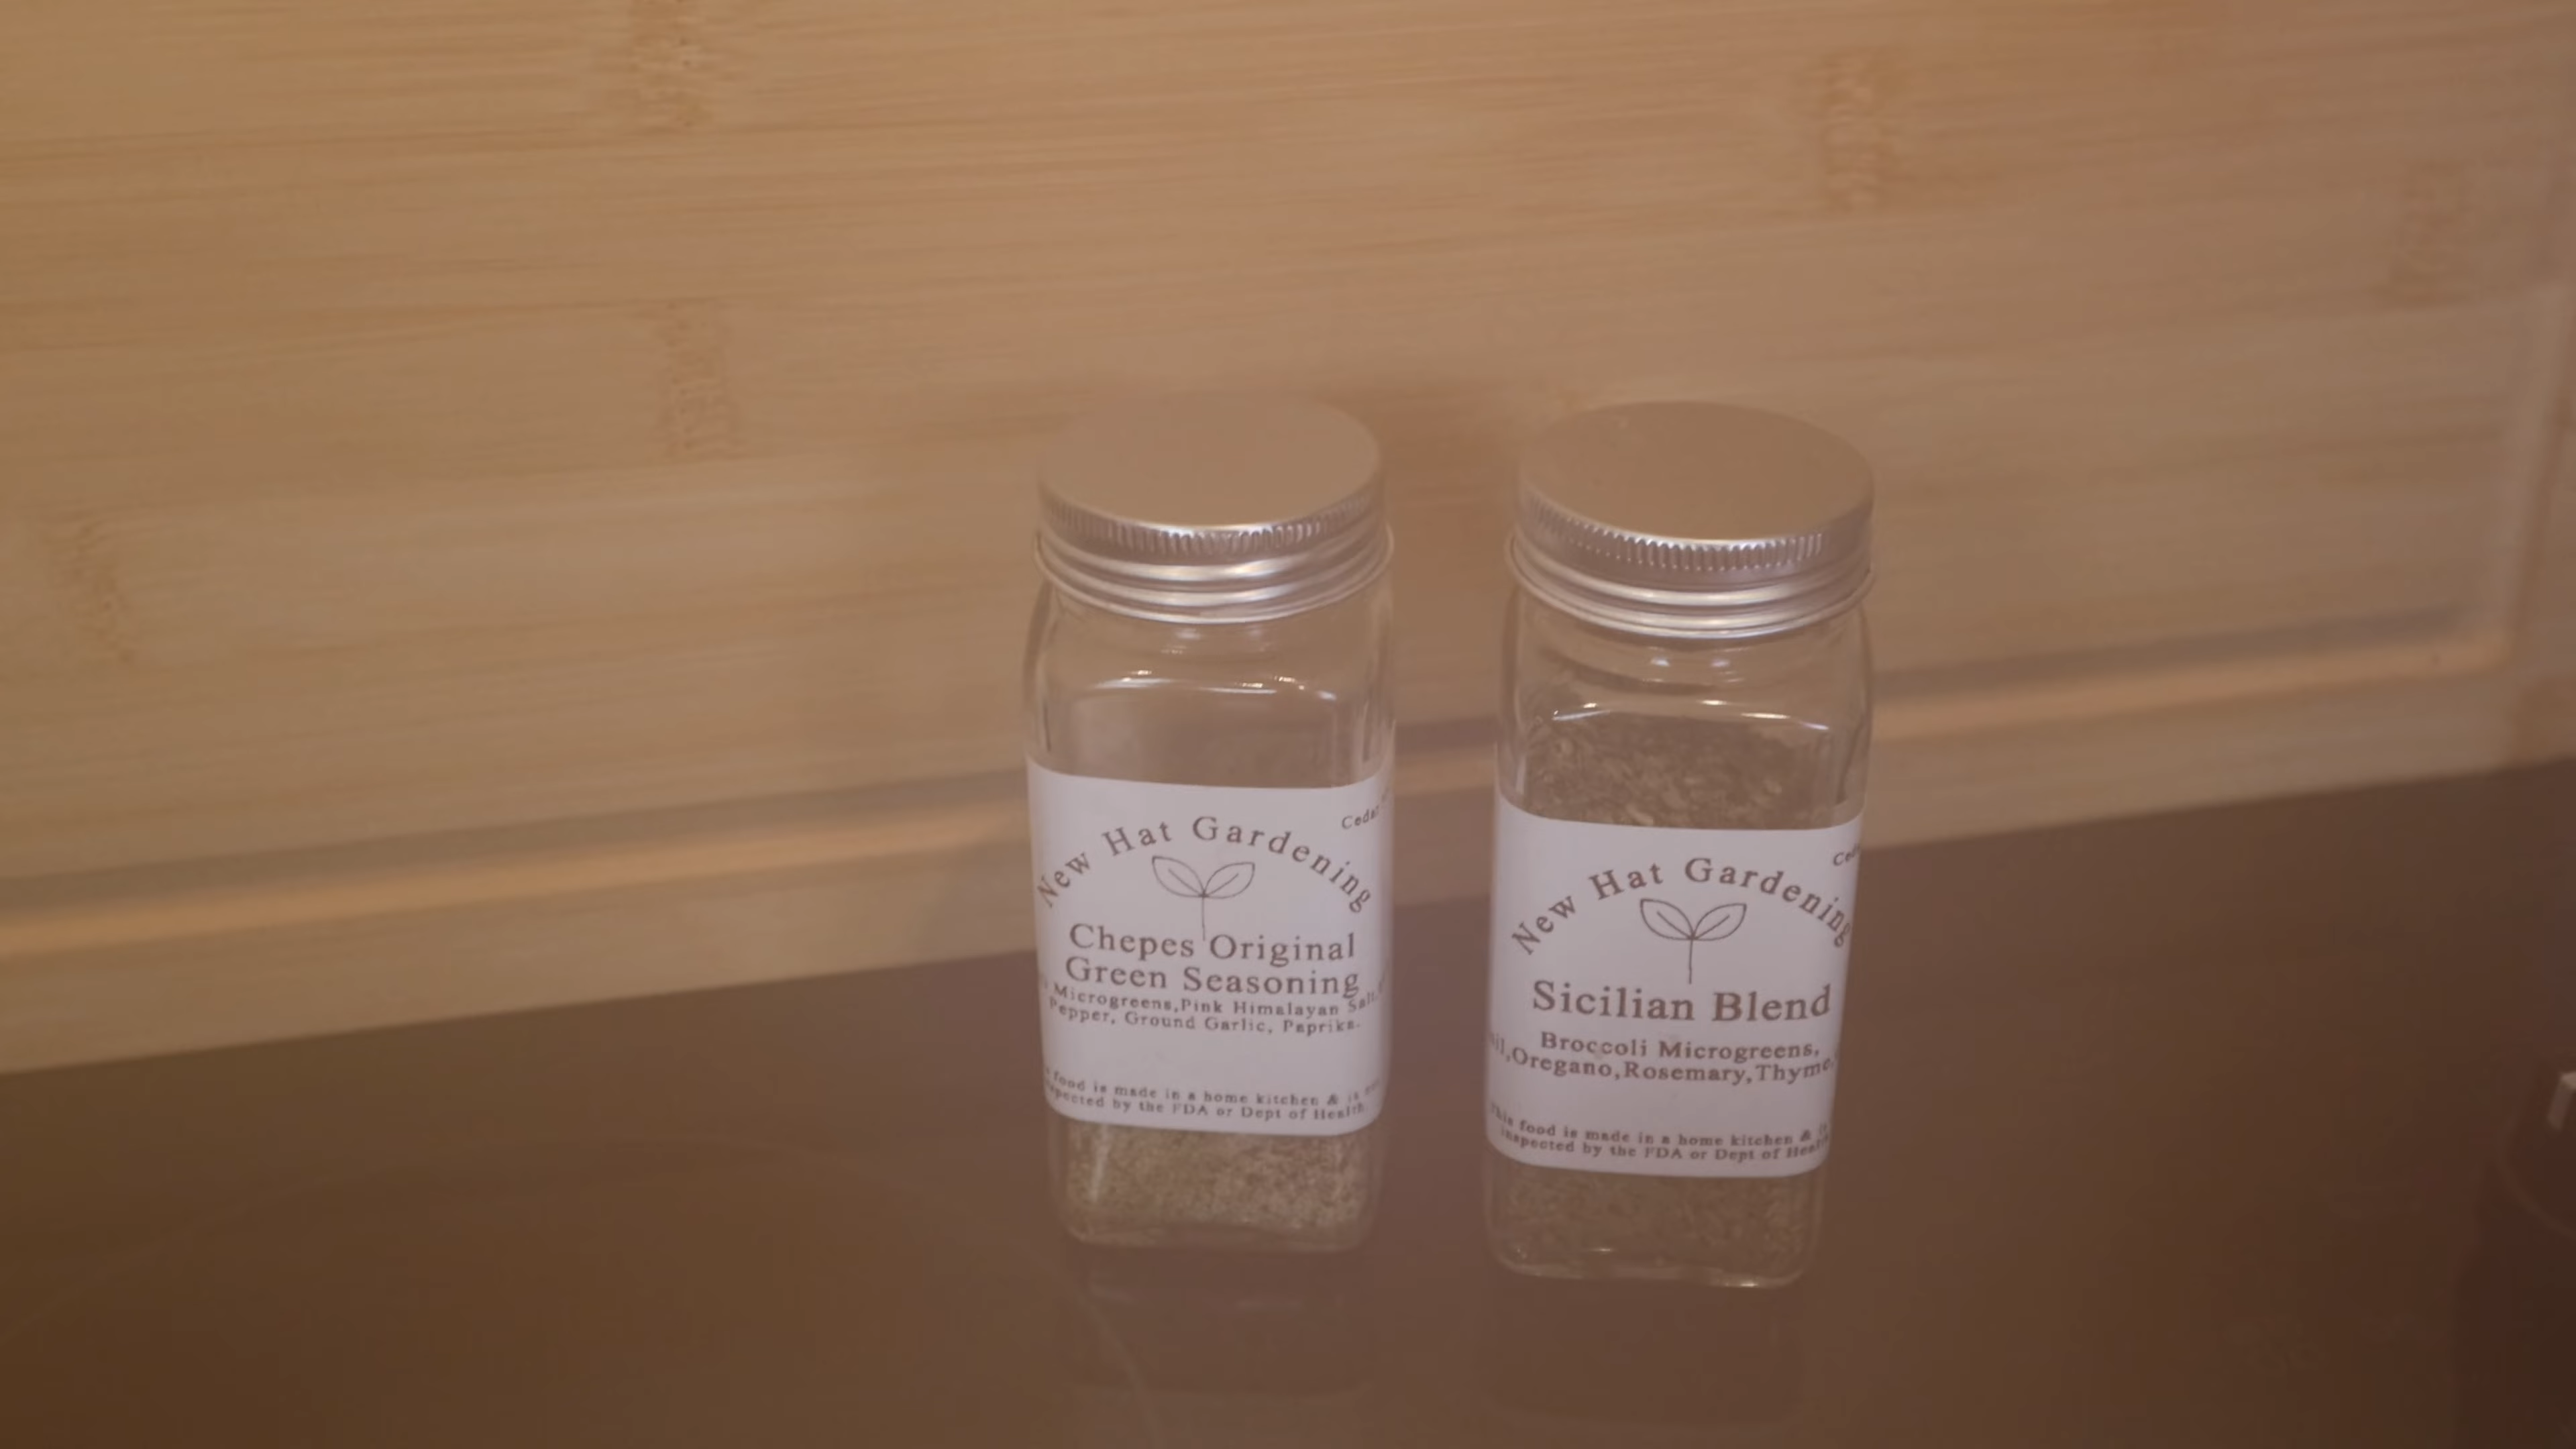 New Hat Gardening
Chepes Original
Green Seasoning
Microgreens,Pink Himalayan Salt,
Pepper, Ground Garlic, Paprika.
food is made in a home kitchen & is
by the FDA or Dept of Health.
New Hat Gardening
Sicilian Blend
Broccoli Microgreens,
Oregano,Rosemary,Thyme,
This food is made in a home kitchen &
inspected by the FDA or Dept of Health